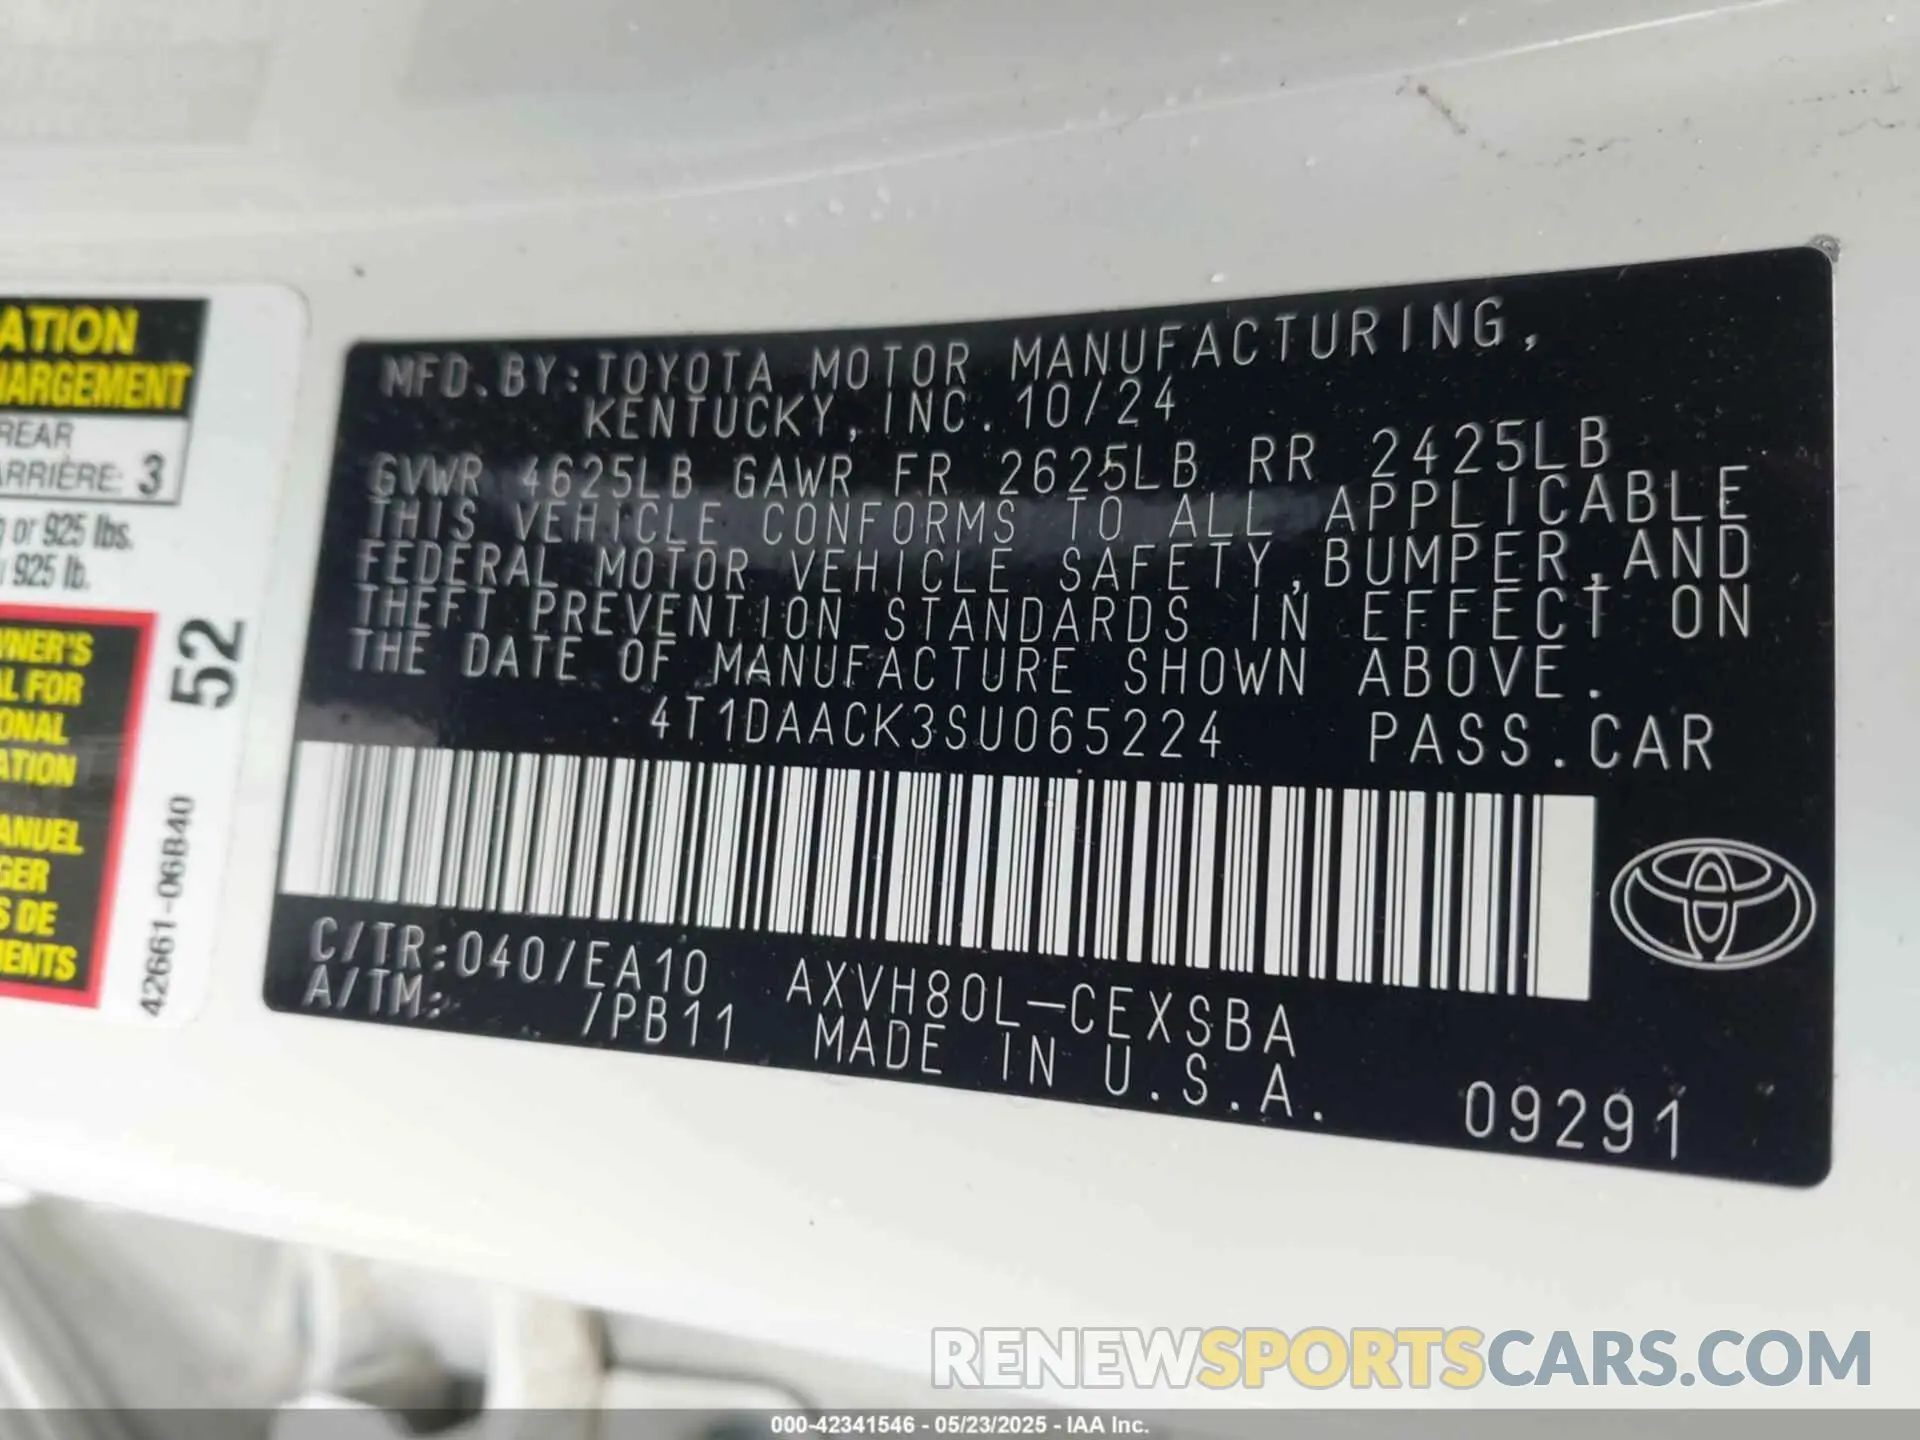 ATION
HARGEMENT
REAR
ARRIÈRE: 3
g or 925 lbs.
925 lb.
WNER'S
AL FOR
ONAL
ATION
ANUEL
GER
S DE
MENTS
52
42661-06B40
MFD.BY:TOYOTA MOTOR MANUFACTURING,
KENTUCKY,INC.10/24
GVWR 4625LB GAWR FR 2625LB RR 2425LB
THIS VEHICLE CONFORMS TO ALL APPLICABLE
FEDERAL MOTOR VEHICLE SAFETY,BUMPER,AND
THEFT PREVENTION STANDARDS IN EFFECT ON
THE DATE OF MANUFACTURE SHOWN ABOVE.
4T1DAACK3SU065224 PASS.CAR
C/TR:040/EA10 AXVH80L-CEXSBA
A/TM: /PB11 MADE IN U.S.A.
09291
RENEWSPORTSCARS.COM
000-42341546 - 05/23/2025 - IAA Inc.